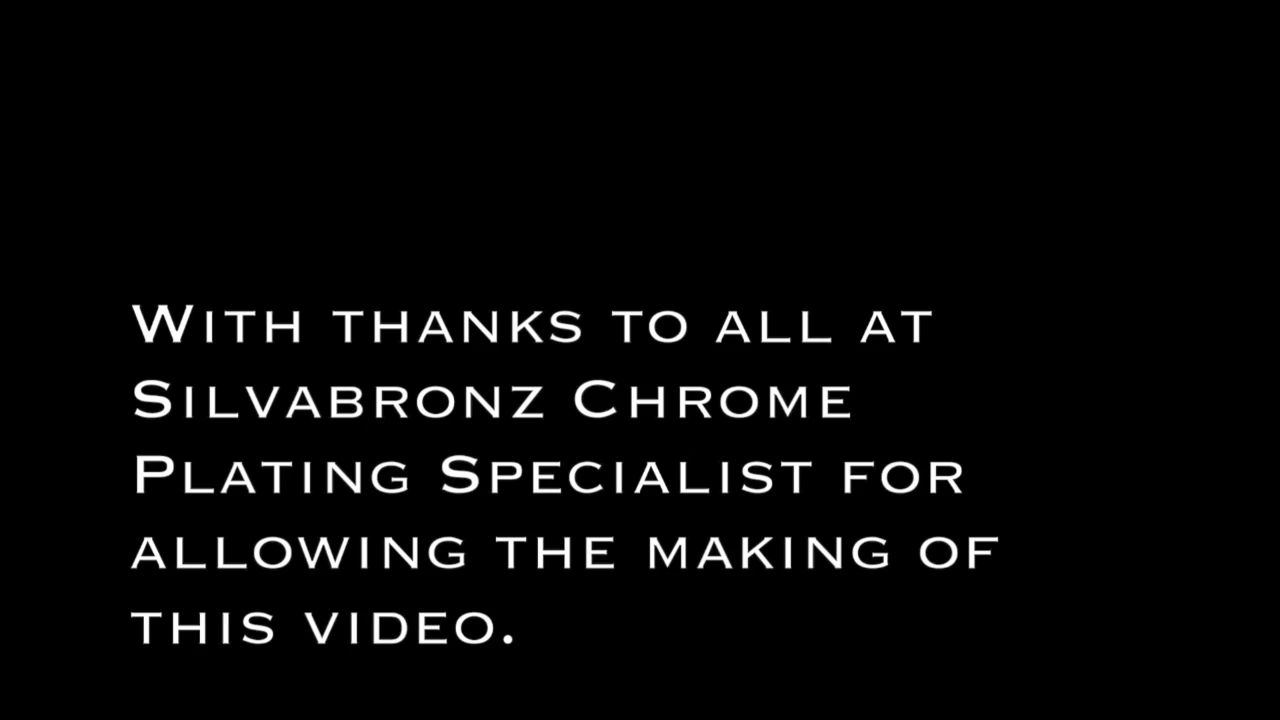 With thanks to all at
Silvabronz Chrome
Plating Specialist for
allowing the making of
this video.